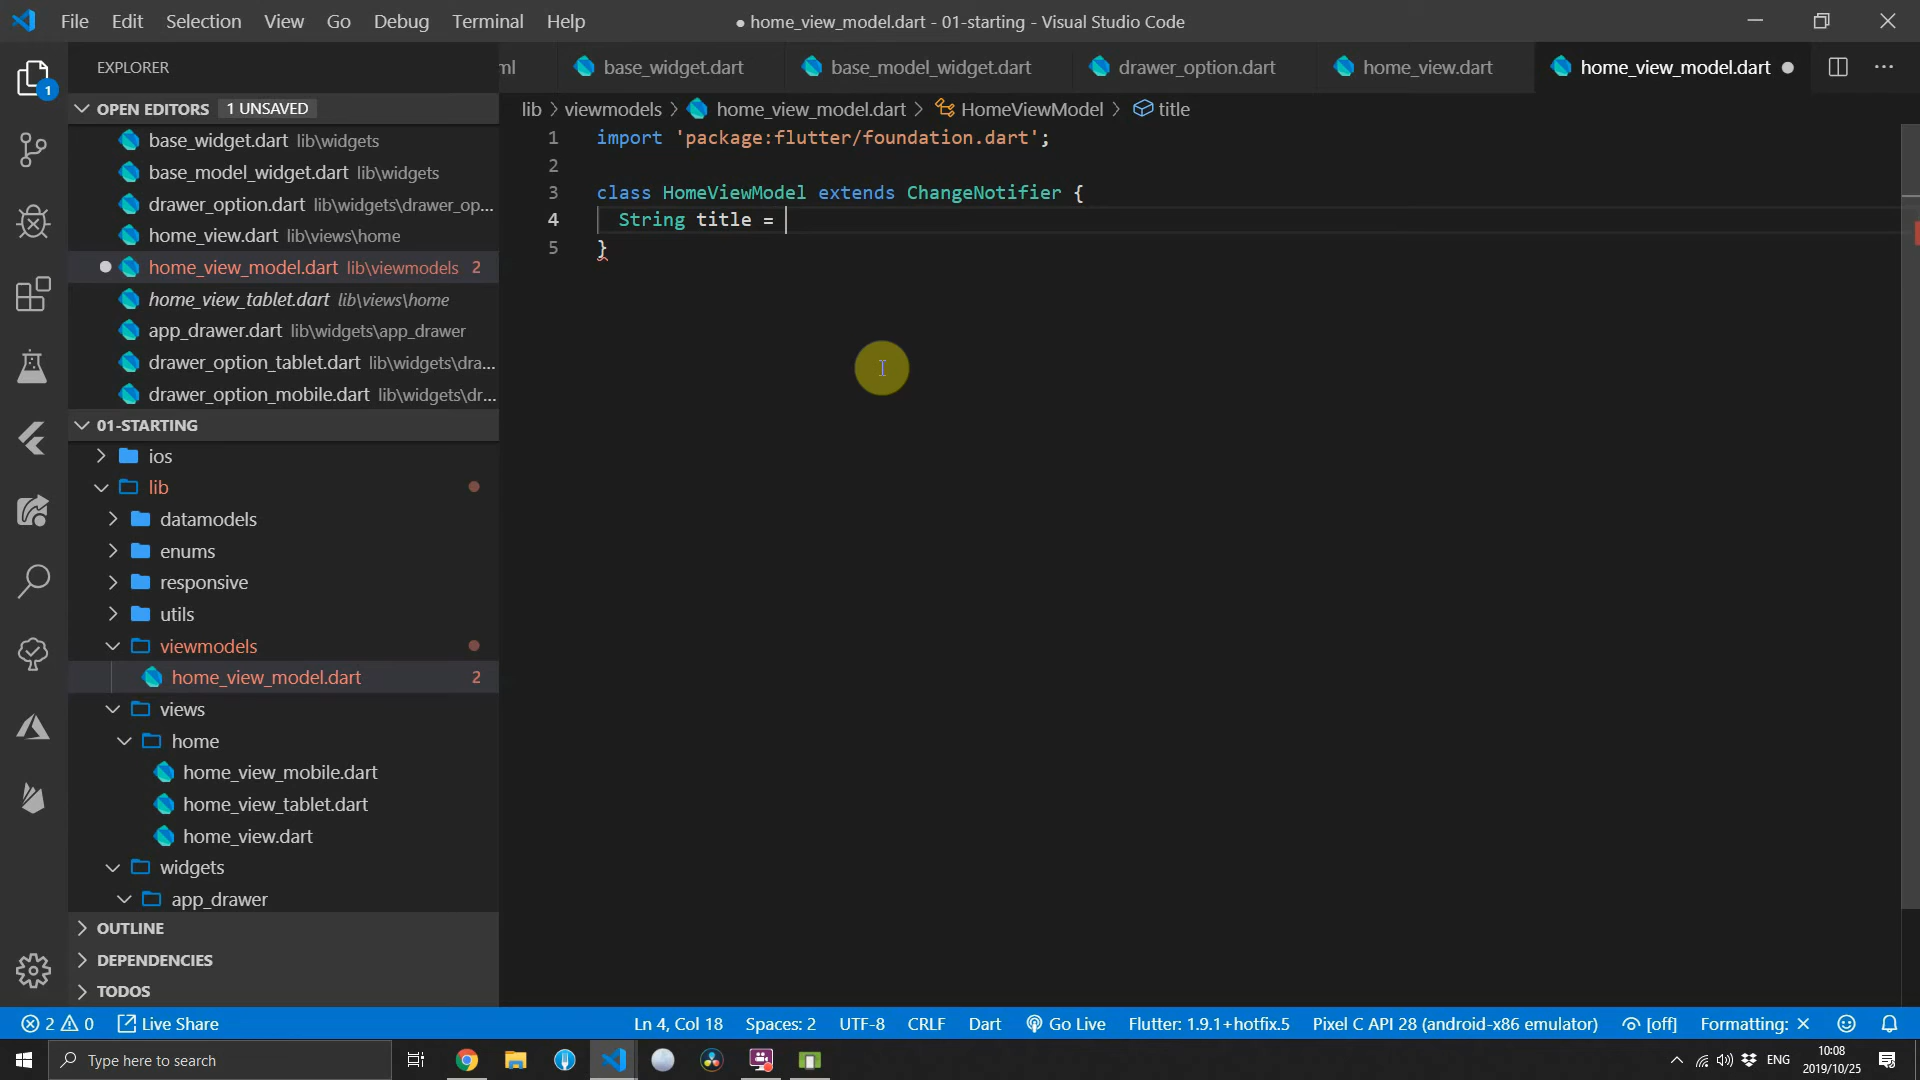 File Edit Selection View Go Debug Terminal Help
● home_view_model.dart - 01-starting - Visual Studio Code
EXPLORER
ml
base_widget.dart
base_model_widget.dart
drawer_option.dart
home_view.dart
home_view_model.dart
OPEN EDITORS 1 UNSAVED
base_widget.dart lib\widgets
base_model_widget.dart lib\widgets
drawer_option.dart lib\widgets\drawer_op...
home_view.dart lib\views\home
home_view_model.dart lib\viewmodels 2
home_view_tablet.dart lib\views\home
app_drawer.dart lib\widgets\app_drawer
drawer_option_tablet.dart lib\widgets\dra...
drawer_option_mobile.dart lib\widgets\dr...
01-STARTING
ios
lib
datamodels
enums
responsive
utils
viewmodels
home_view_model.dart 2
views
home
home_view_mobile.dart
home_view_tablet.dart
home_view.dart
widgets
app_drawer
OUTLINE
DEPENDENCIES
TODOS
1
lib > viewmodels > home_view_model.dart > HomeViewModel > title
1 import 'package:flutter/foundation.dart';
2
3 class HomeViewModel extends ChangeNotifier {
4 String title =
5 }
2 0 Live Share
Ln 4, Col 18 Spaces: 2 UTF-8 CRLF Dart Go Live Flutter: 1.9.1+hotfix.5 Pixel C API 28 (android-x86 emulator) [off] Formatting: ×
Type here to search
ENG
10:08
2019/10/25